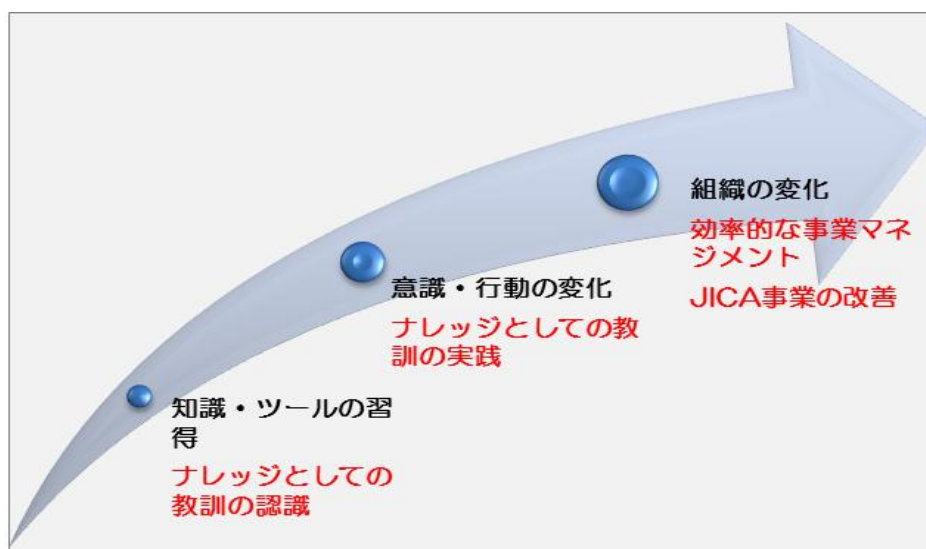 組織の変化
効率的な事業マネ
ジメント
JICA事業の改善
意識・行動の変化
ナレッジとしての教
訓の実践
知識・ツールの習
得
ナレッジとしての
教訓の認識